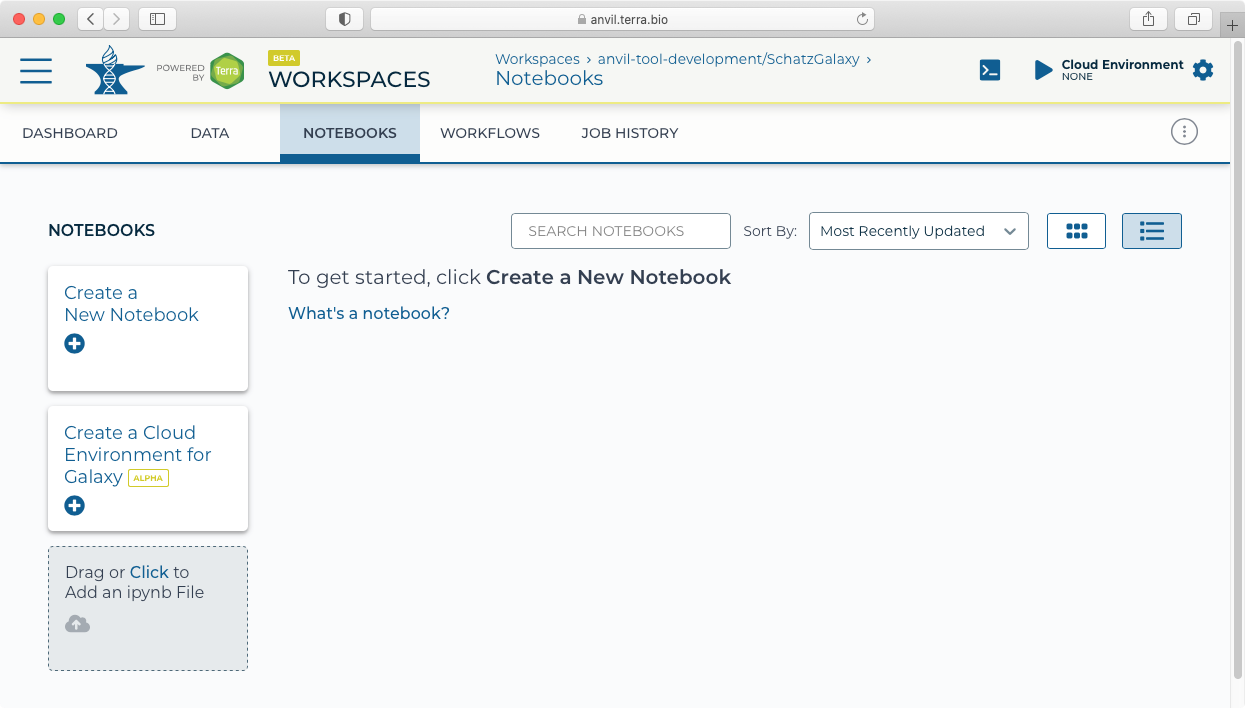 anvil.terra.bio
POWERED
BY
Terra
BETA
WORKSPACES
Workspaces › anvil-tool-development/SchatzGalaxy ›
Notebooks
Cloud Environment
NONE
DASHBOARD DATA NOTEBOOKS WORKFLOWS JOB HISTORY
NOTEBOOKS
SEARCH NOTEBOOKS Sort By: Most Recently Updated
Create a
New Notebook
To get started, click Create a New Notebook
What's a notebook?
Create a Cloud
Environment for
Galaxy ALPHA
Drag or Click to
Add an ipynb File